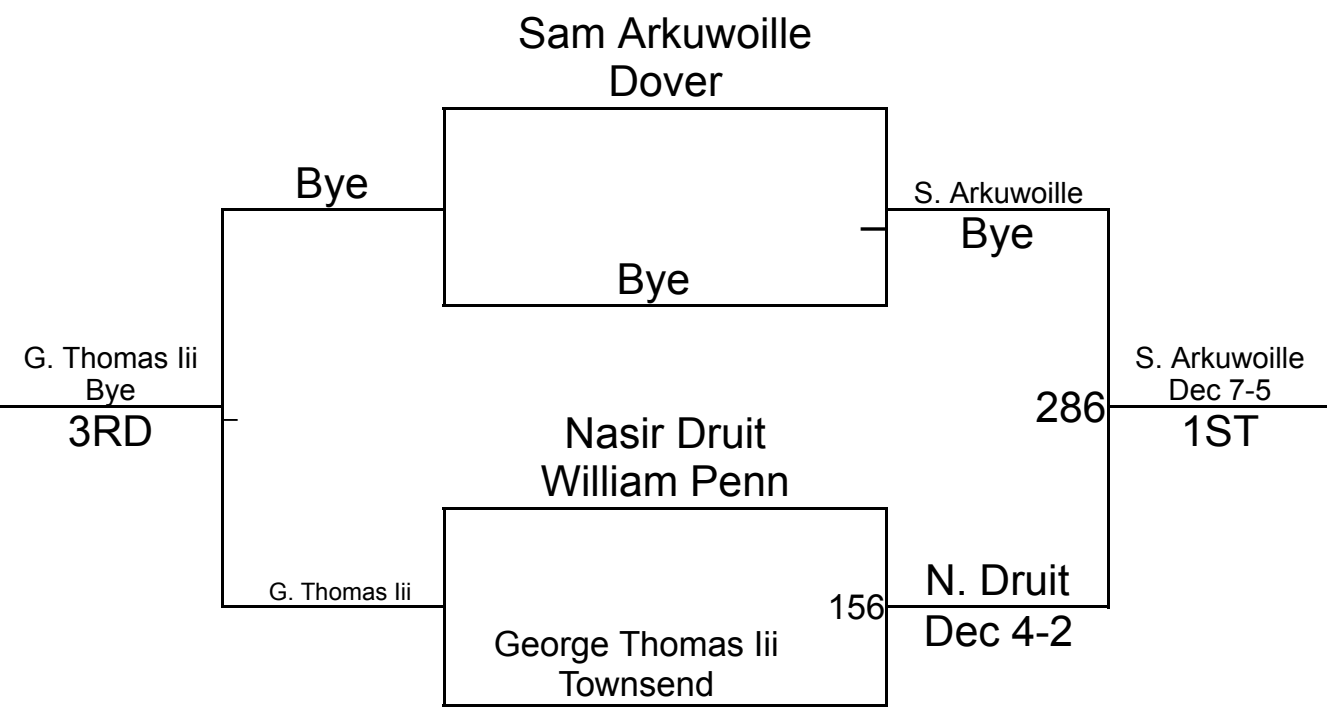 Sam Arkuwoille
Dover
Bye
S. Arkuwoille
Bye
Bye
G. Thomas Iii
Bye
3RD
286
S. Arkuwoille
Dec 7-5
1ST
Nasir Druit
William Penn
G. Thomas Iii
156
N. Druit
Dec 4-2
George Thomas Iii
Townsend